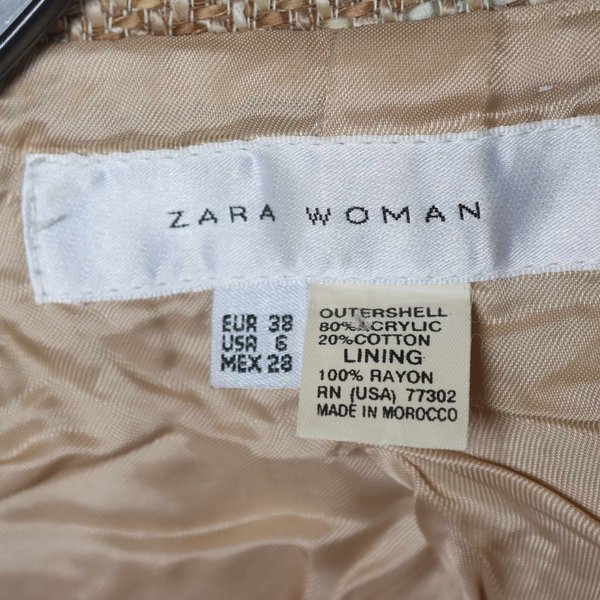 ZARA WOMAN
EUR 38
USA 6
MEX 28
OUTERSHELL
80% ACRYLIC
20% COTTON
LINING
100% RAYON
RN (USA) 77302
MADE IN MOROCCO